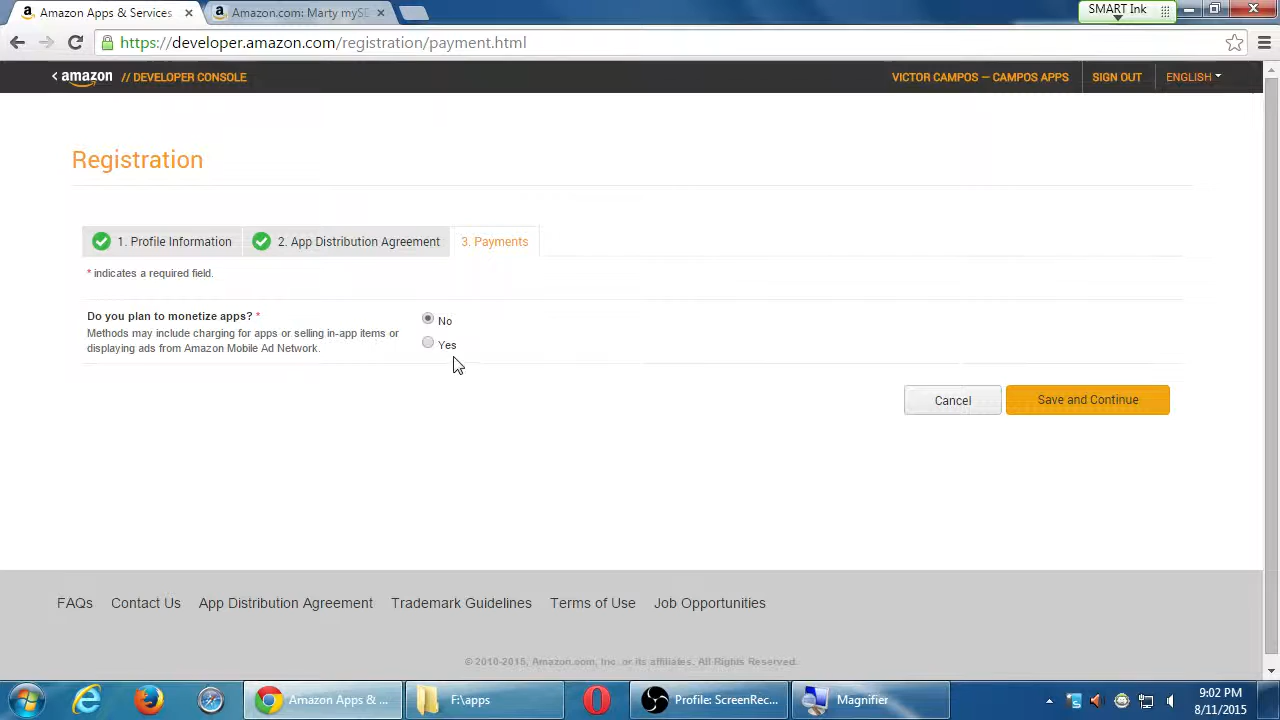 Amazon Apps & Services
Amazon.com: Marty mySE
SMART Ink
https://developer.amazon.com/registration/payment.html
amazon // DEVELOPER CONSOLE
VICTOR CAMPOS — CAMPOS APPS
SIGN OUT
ENGLISH
Registration
1. Profile Information
2. App Distribution Agreement
3. Payments
* indicates a required field.
Do you plan to monetize apps? *
Methods may include charging for apps or selling in-app items or
displaying ads from Amazon Mobile Ad Network.
No
Yes
Cancel
Save and Continue
FAQs
Contact Us
App Distribution Agreement
Trademark Guidelines
Terms of Use
Job Opportunities
© 2010-2015, Amazon.com, Inc. or its affiliates. All Rights Reserved.
Amazon Apps & ...
F:\apps
Profile: ScreenRec...
Magnifier
9:02 PM
8/11/2015